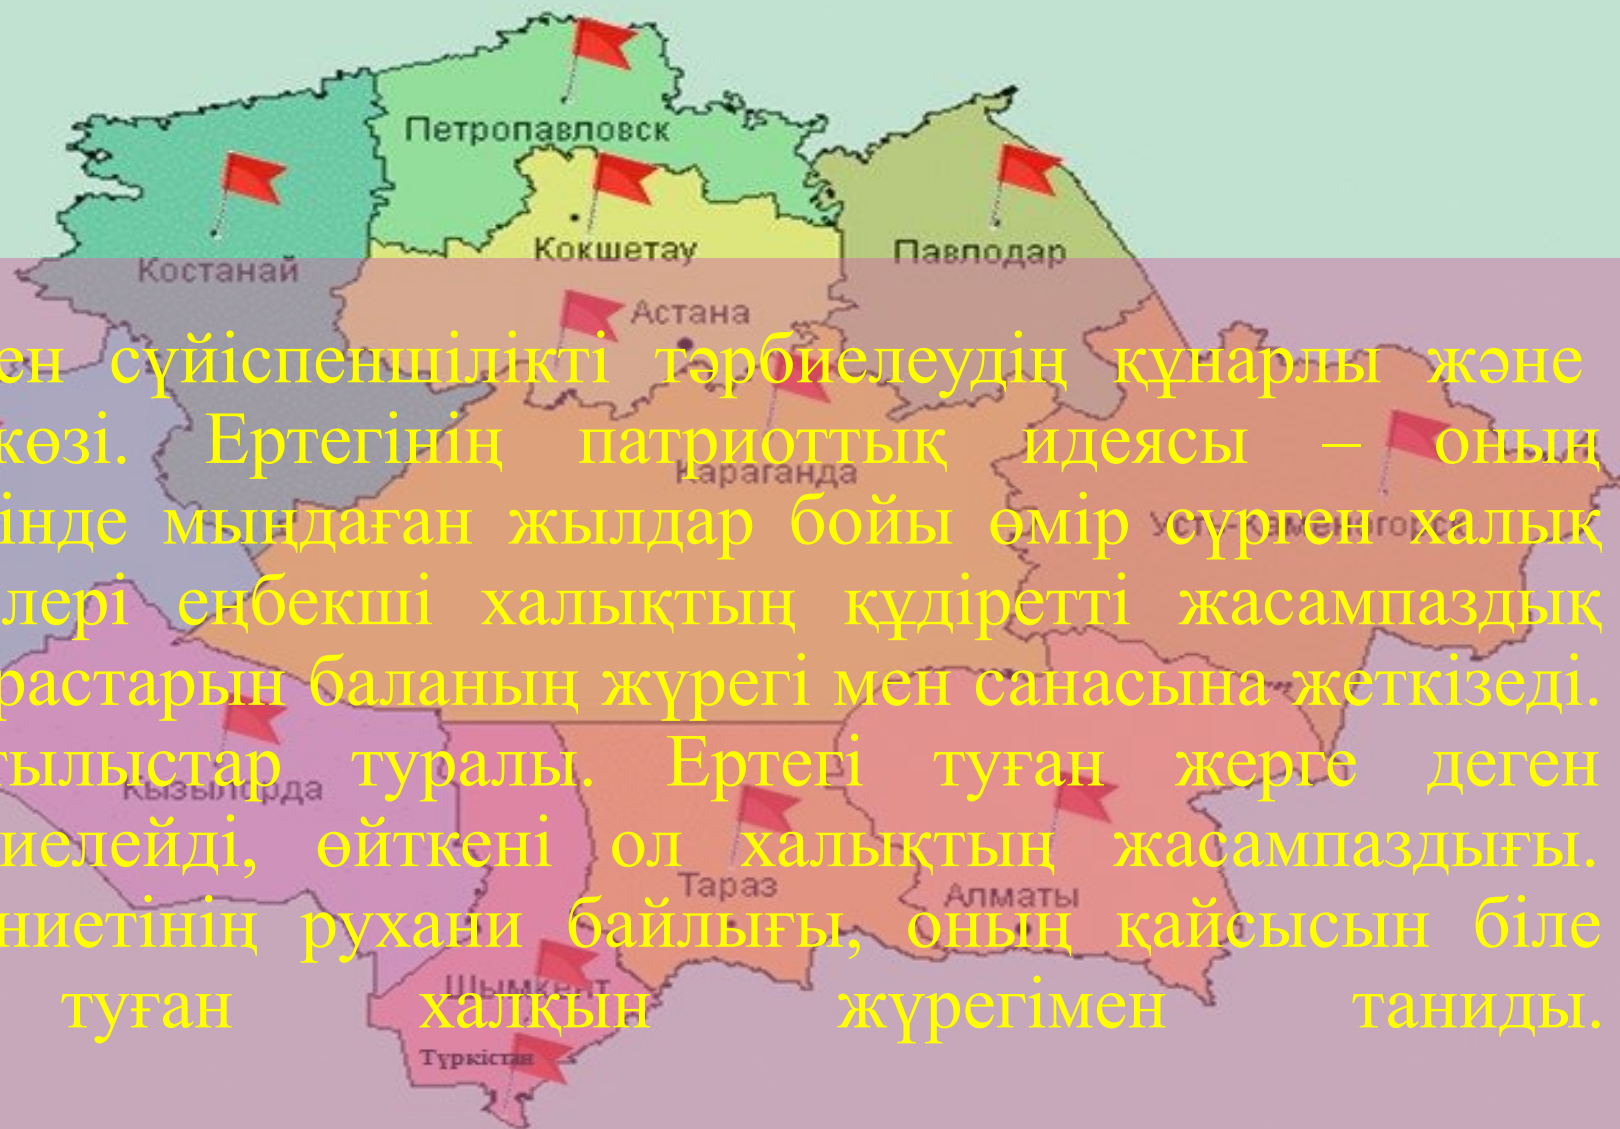 Петропавловск
Кокшетау
Павлодар
Костанай
Астана
ен сүйіспеншілікті тәрбиелеудің құнарлы және
көзі. Ертегінің патриоттық идеясы – оның
Караганда
інде мыңдаған жылдар бойы өмір сүрген халық
Усть-Каменогорск
лері еңбекші халықтың құдіретті жасампаздық
растарын баланың жүрегі мен санасына жеткізеді.
тылыстар туралы. Ертегі туған жерге деген
Кызылорда
иелейді, өйткені ол халықтың жасампаздығы.
Тараз
Алматы
ниетінің рухани байлығы, оның қайсысын біле
Шымкент
туған халқын жүрегімен таниды.
Түркістан